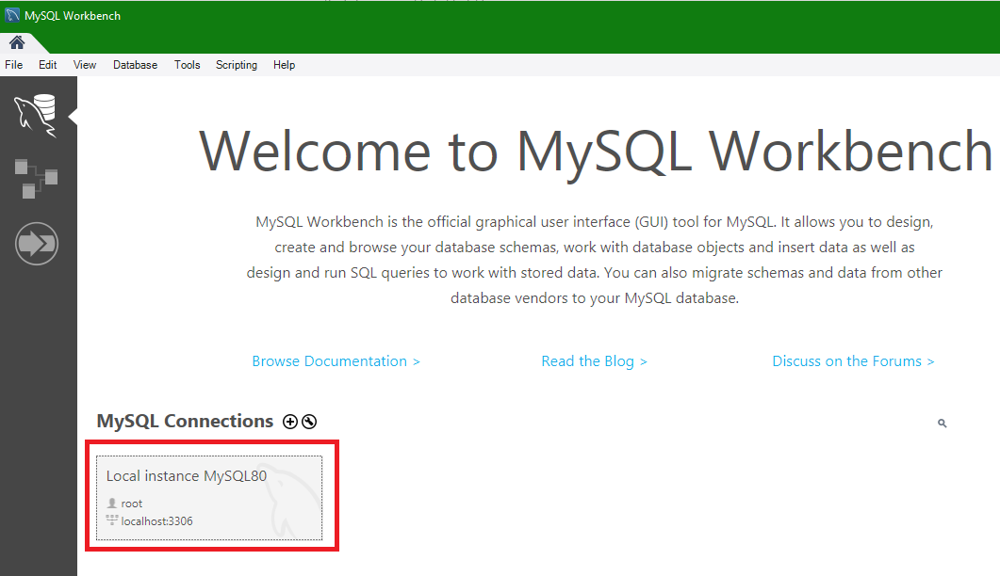 MySQL Workbench
File Edit View Database Tools Scripting Help
Welcome to MySQL Workbench
MySQL Workbench is the official graphical user interface (GUI) tool for MySQL. It allows you to design,
create and browse your database schemas, work with database objects and insert data as well as
design and run SQL queries to work with stored data. You can also migrate schemas and data from other
database vendors to your MySQL database.
Browse Documentation > Read the Blog > Discuss on the Forums >
MySQL Connections
Local instance MySQL80
root
localhost:3306